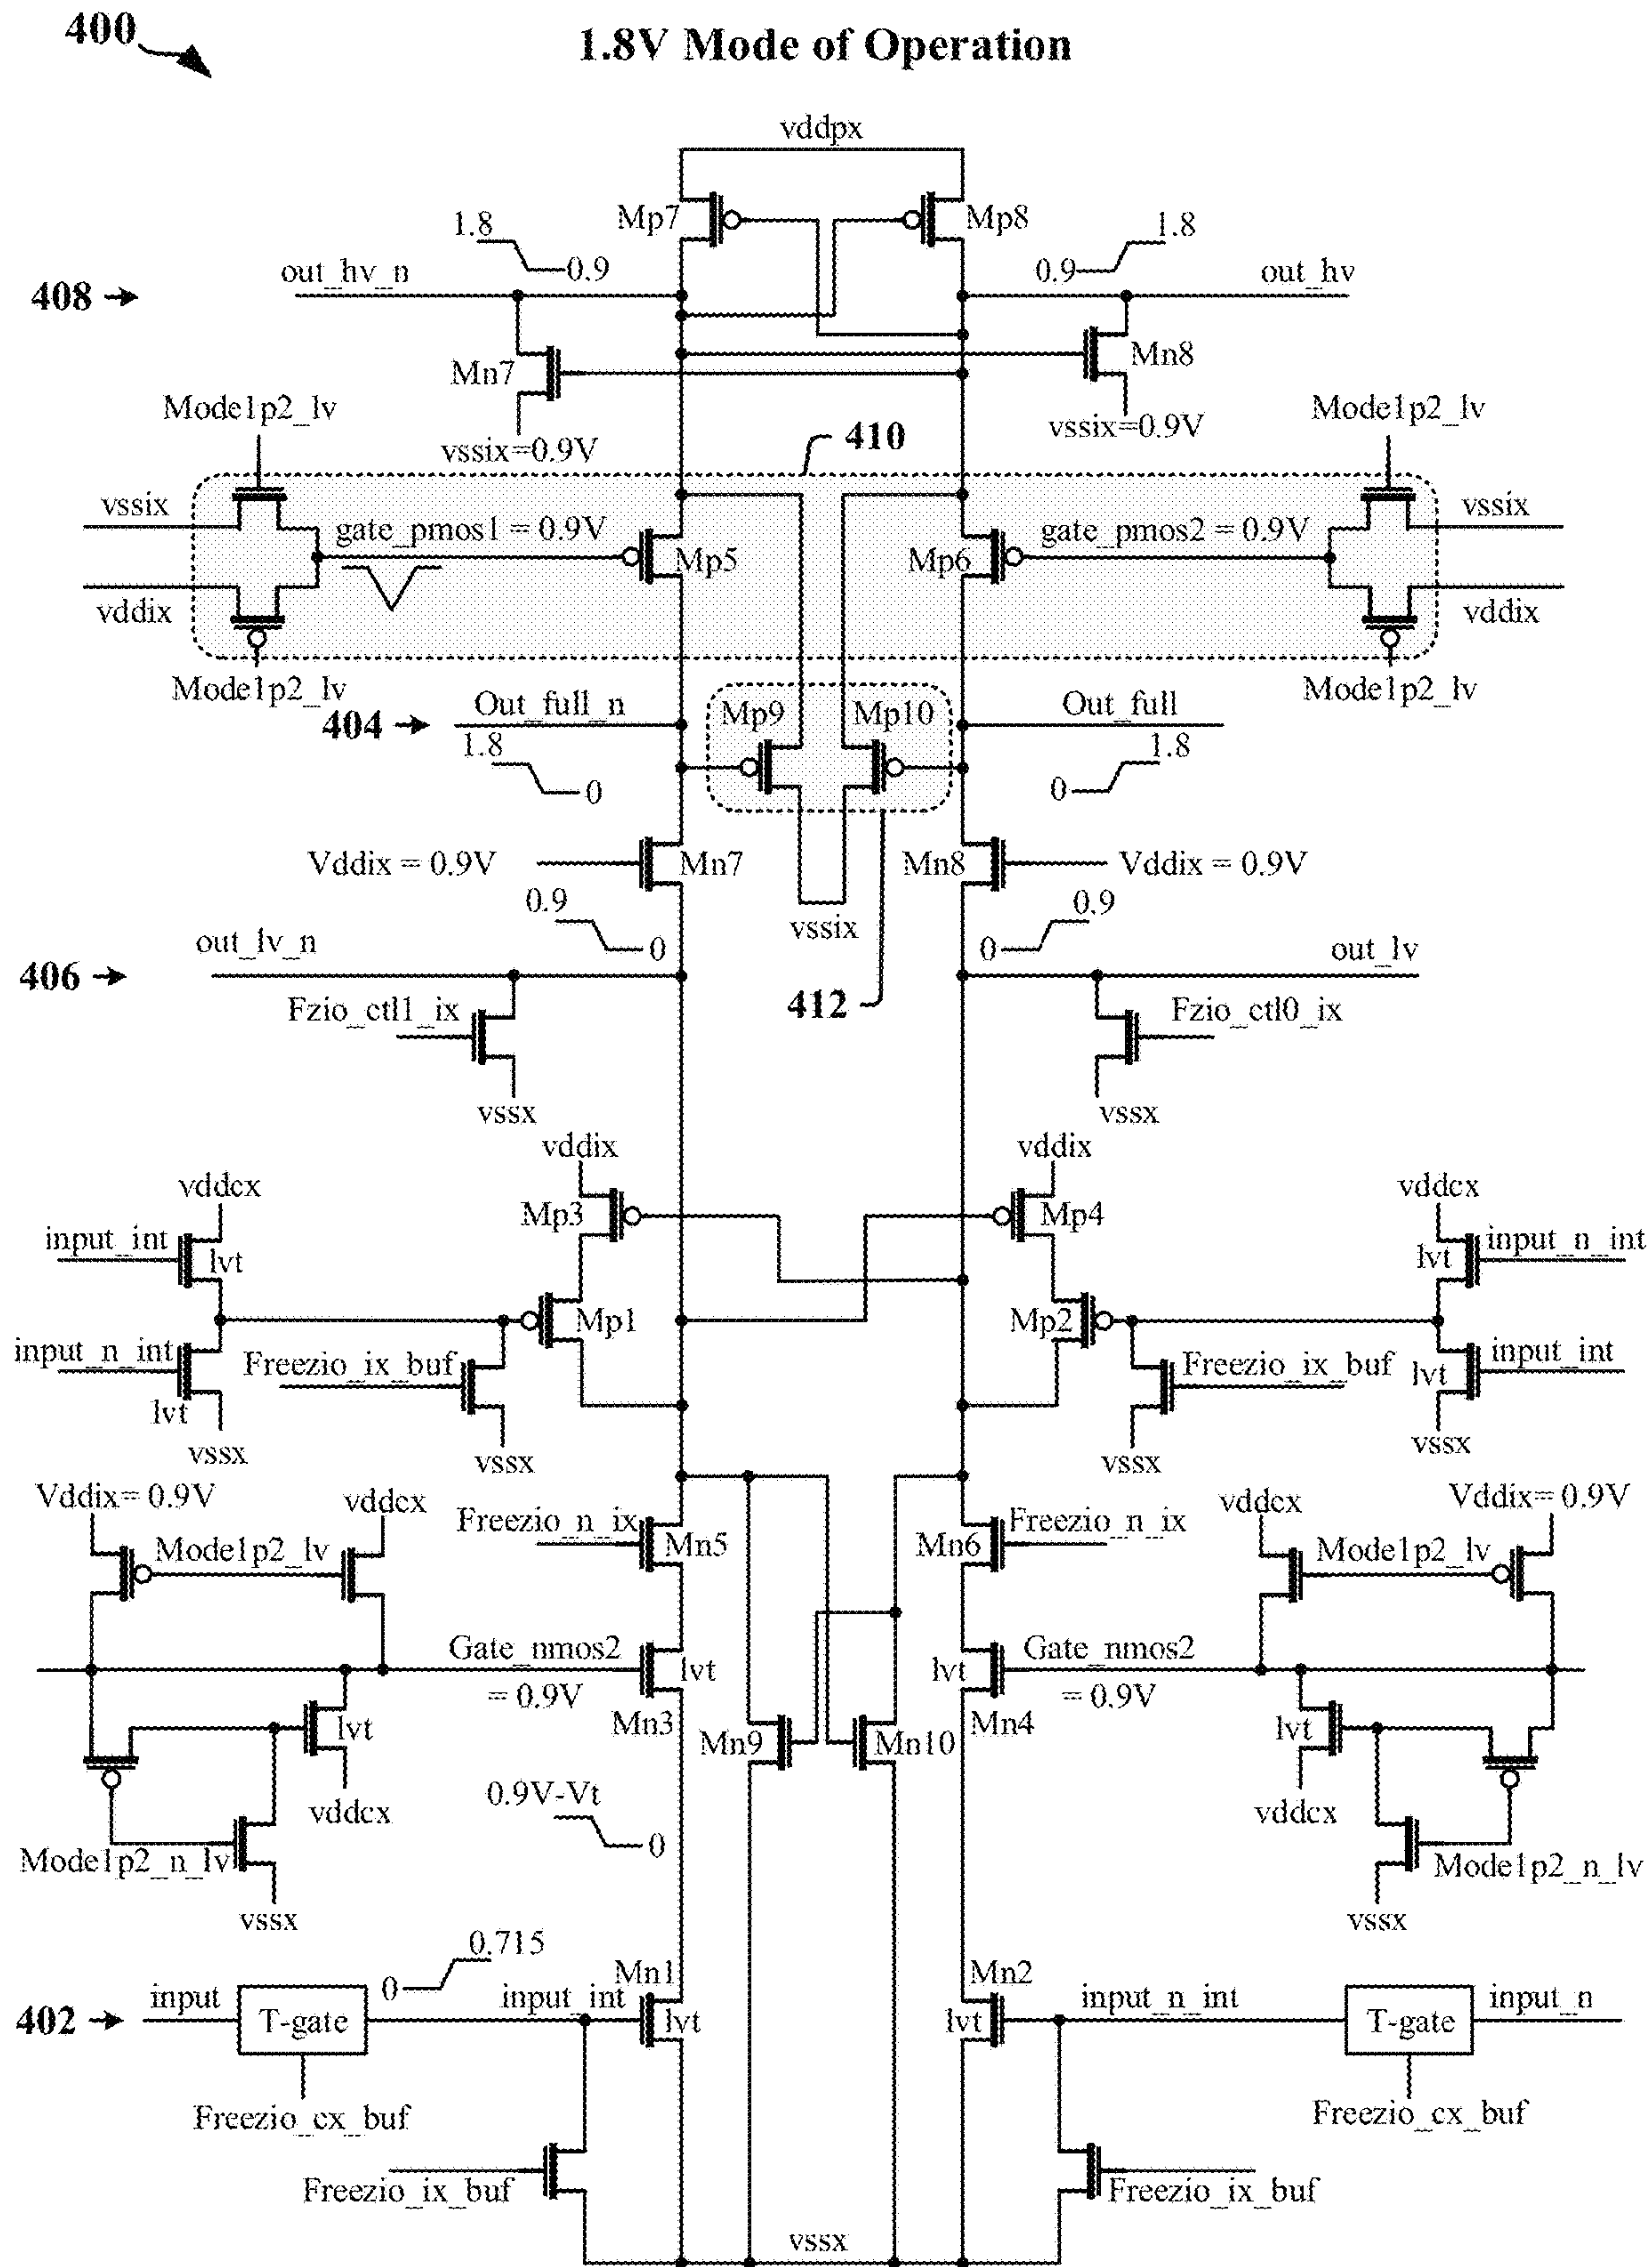 400
1.8V Mode of Operation
vddpx
Mp7
Mp8
1.8
0.9
1.8
0.9
out_hv_n
out_hv
408
Mn7
Mn8
Mode1p2_lv
Mode1p2_lv
vssix=0.9V
vssix=0.9V
410
vssix
vssix
gate_pmos1 = 0.9V
gate_pmos2 = 0.9V
Mp5
Mp6
vddix
vddix
Mode1p2_lv
Mode1p2_lv
404
Out_full_n
Mp9
Mp10
Out_full
1.8
0
0
1.8
Vddix = 0.9V
Mn7
Mn8
Vddix = 0.9V
0.9
0
vssix
0
0.9
out_lv_n
out_lv
406
412
Fzio_ctl1_ix
Fzio_ctl0_ix
vssx
vssx
vddix
vddix
vddcx
vddcx
Mp3
Mp4
input_int
lvt
lvt
input_n_int
Mp1
Mp2
input_n_int
Freezio_ix_buf
Freezio_ix_buf
lvt
input_int
lvt
vssx
vssx
vssx
vssx
Vddix= 0.9V
vddcx
vddcx
Vddix= 0.9V
Freezio_n_ix
Freezio_n_ix
Mode1p2_lv
Mn5
Mn6
Mode1p2_lv
Gate_nmos2
= 0.9V
lvt
lvt
Gate_nmos2
= 0.9V
Mn3
Mn4
lvt
lvt
Mn9
Mn10
0.9V-Vt
0
vddcx
vddcx
Mode1p2_n_lv
Mode1p2_n_lv
vssx
vssx
0.715
0
Mn1
Mn2
402
input
T-gate
input_int
lvt
lvt
input_n_int
T-gate
input_n
Freezio_cx_buf
Freezio_cx_buf
Freezio_ix_buf
Freezio_ix_buf
vssx